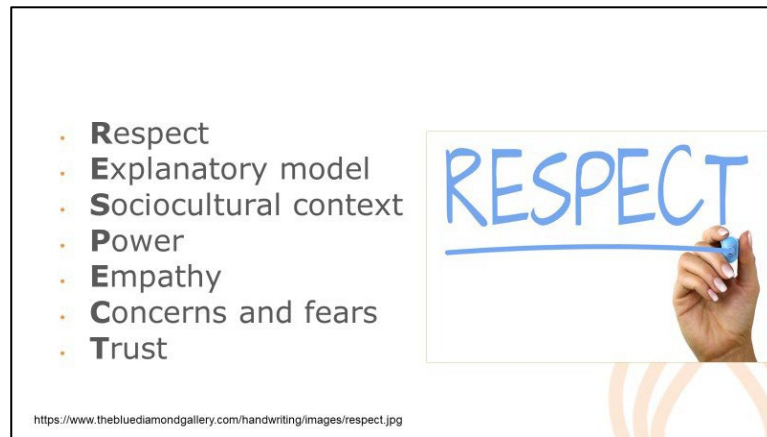 Respect
Explanatory model
Sociocultural context
Power
Empathy
Concerns and fears
Trust
RESPECT
https://www.thebluediamondgallery.com/handwriting/images/respect.jpg